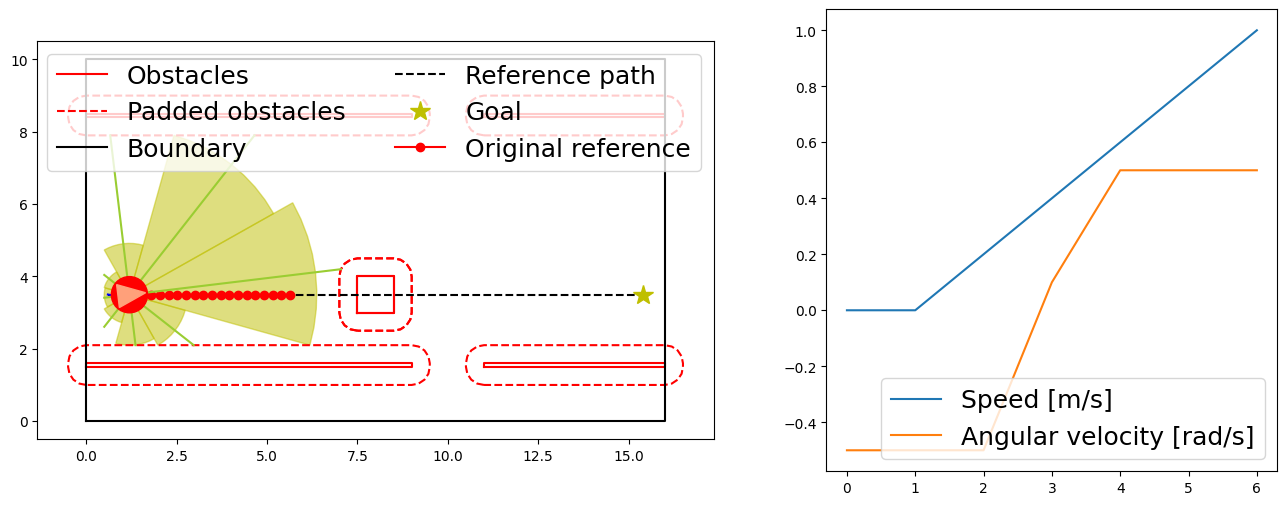 10
8
6
4
2
0
0.0 2.5 5.0 7.5 10.0 12.5 15.0
Obstacles
Padded obstacles
Boundary
Reference path
Goal
Original reference
1.0
0.8
0.6
0.4
0.2
0.0
−0.2
−0.4
0 1 2 3 4 5 6
Speed [m/s]
Angular velocity [rad/s]